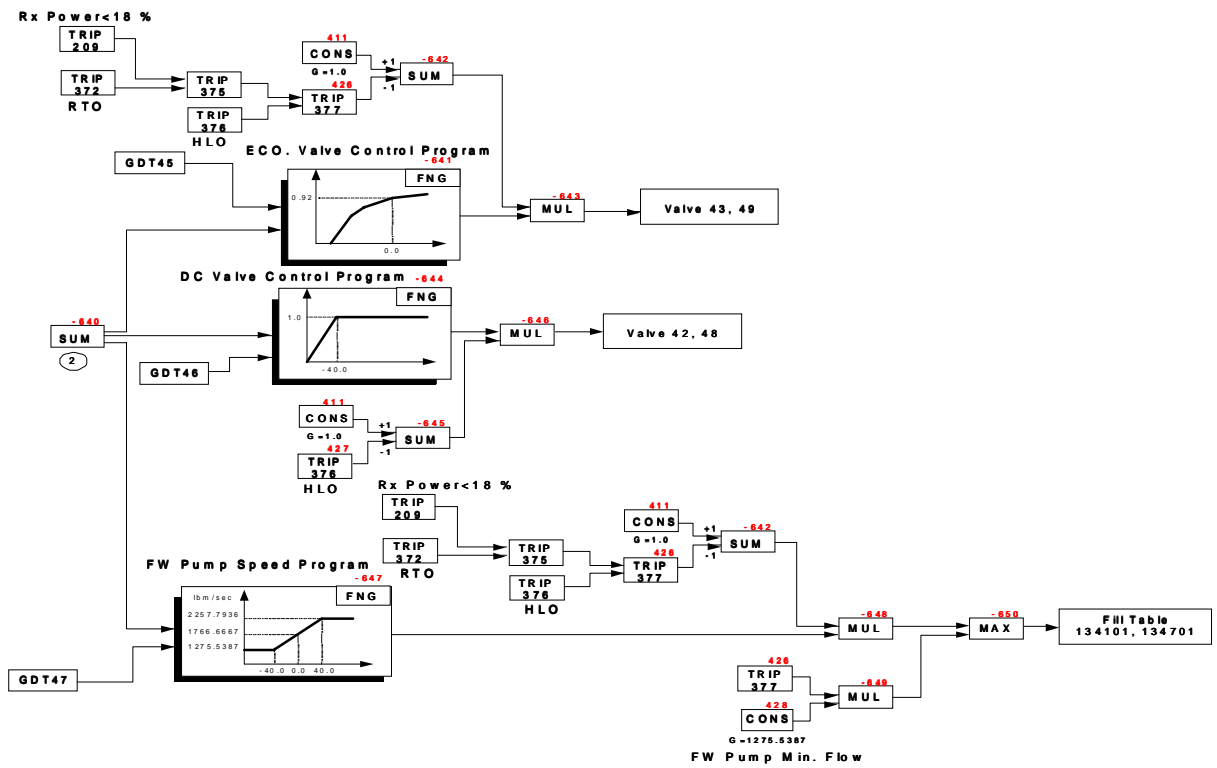 Rx Power<18 %
TRIP
209
TRIP
372
RTO
TRIP
375
TRIP
376
HLO
411
CONS
G=1.0
426
TRIP
377
+1
-1
-642
SUM
ECO. Valve Control Program
-641
FNG
0.92
0.0
GDT45
-643
MUL
Valve 43, 49
DC Valve Control Program
-644
FNG
1.0
-40.0
-640
SUM
2
GDT46
-646
MUL
Valve 42, 48
411
CONS
G=1.0
427
TRIP
376
HLO
+1
-1
-645
SUM
Rx Power<18 %
TRIP
209
TRIP
372
RTO
TRIP
375
TRIP
376
HLO
411
CONS
G=1.0
426
TRIP
377
+1
-1
-642
SUM
FW Pump Speed Program
-647
FNG
lbm/sec
2257.7936
1766.6667
1275.5387
-40.0 0.0 40.0
GDT47
-648
MUL
-650
MAX
Fill Table
134101, 134701
426
TRIP
377
428
CONS
G=1275.5387
-649
MUL
FW Pump Min. Flow